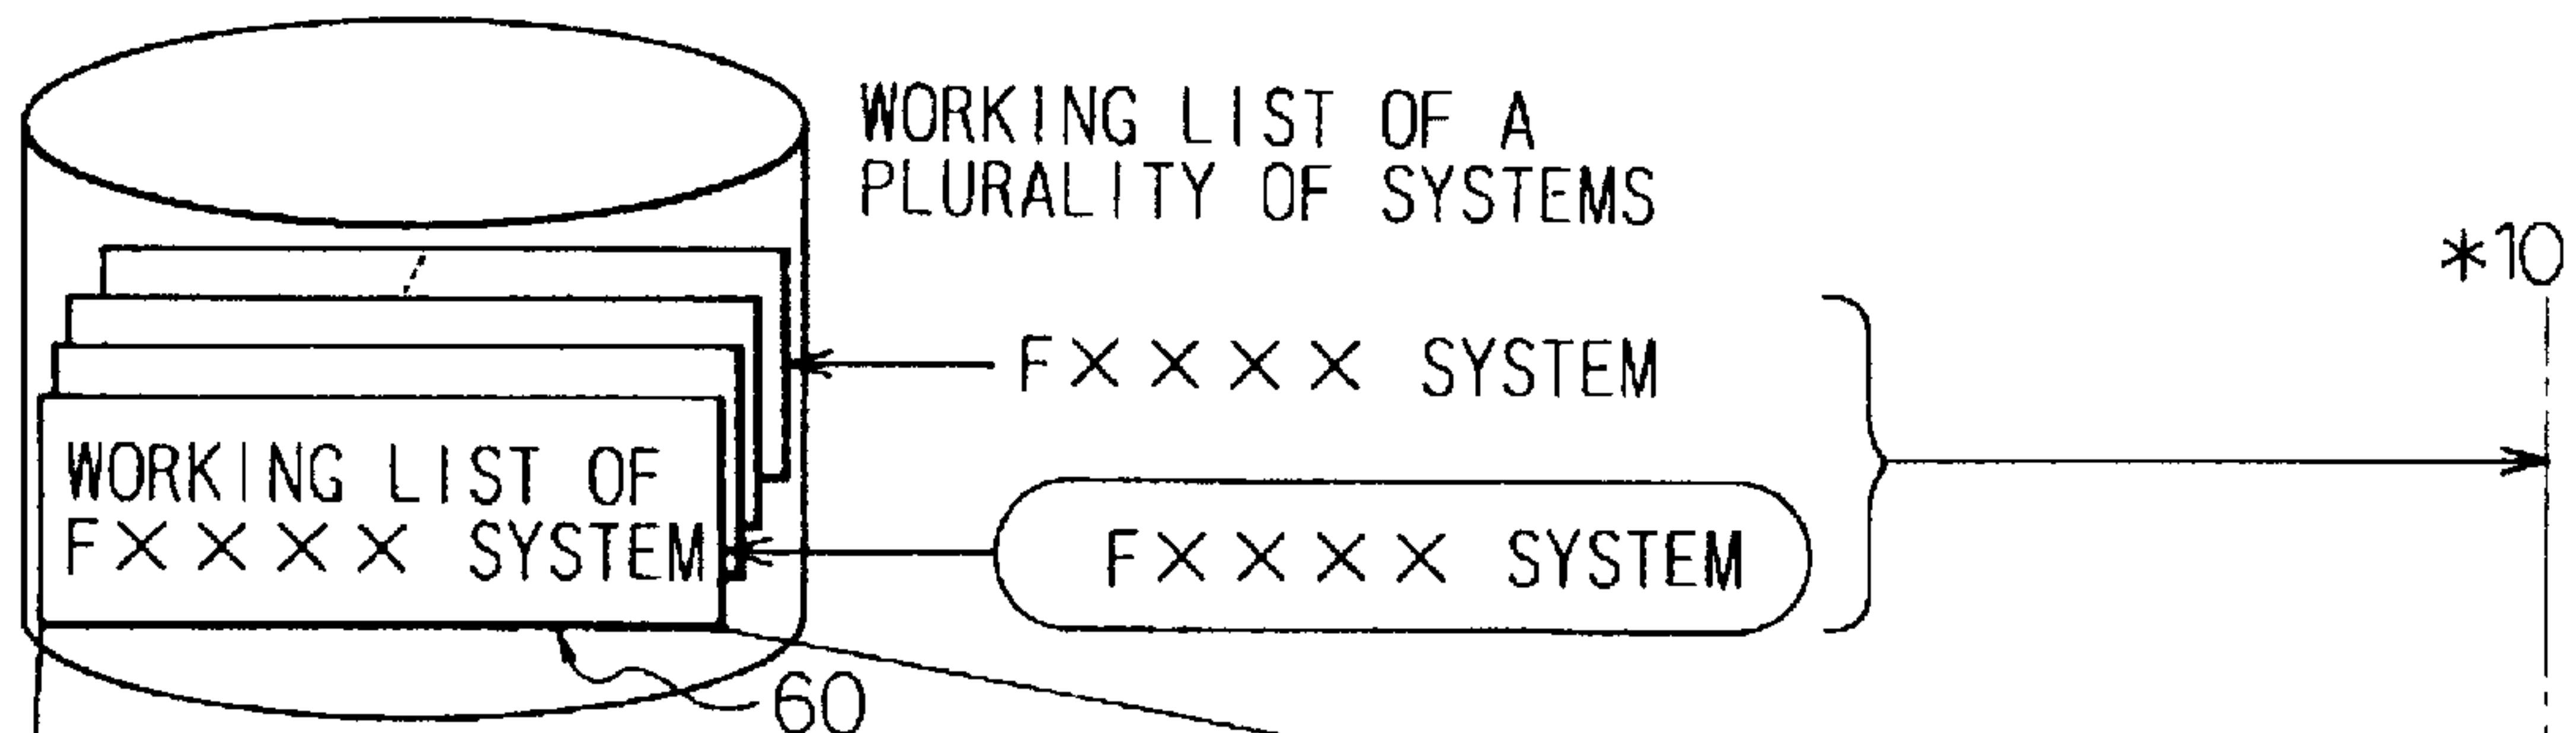 WORKING LIST OF A
PLURALITY OF SYSTEMS
*10
F×××× SYSTEM
WORKING LIST OF
F×××× SYSTEM
F×××× SYSTEM
60